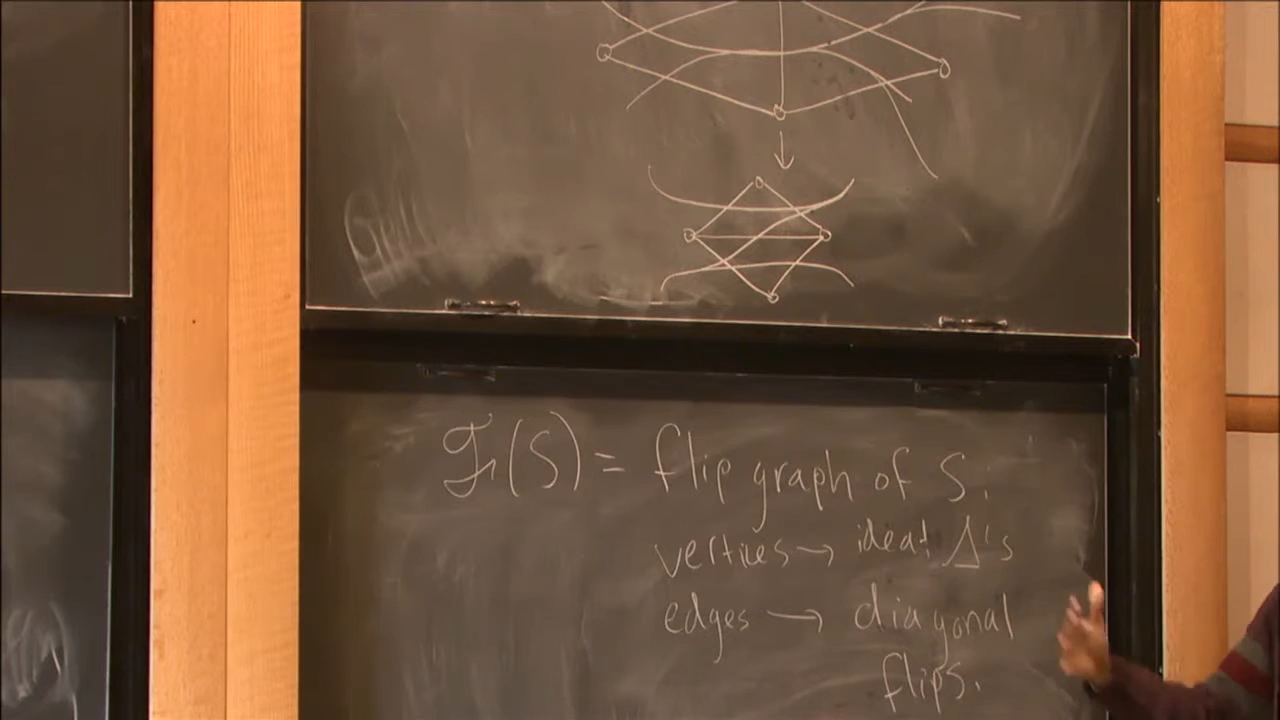 𝓕(S) = flip graph of S:
vertices → ideal Δ's
edges → diagonal
flips.